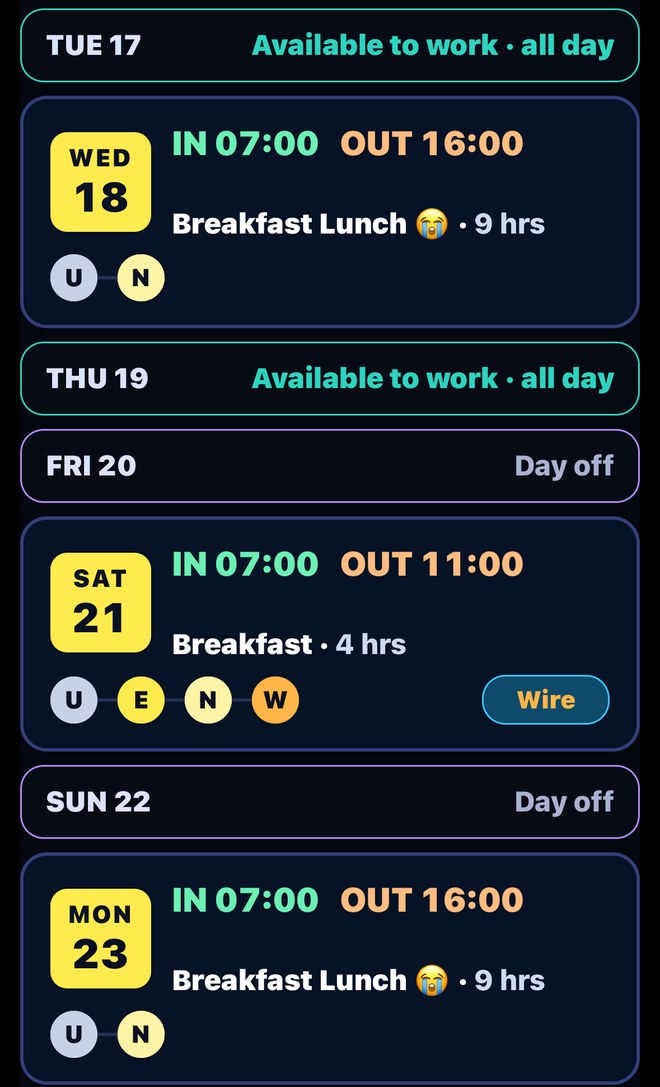 TUE 17 Available to work · all day
WED IN 07:00 OUT 16:00
18
Breakfast Lunch 😭 · 9 hrs
U N
THU 19 Available to work · all day
FRI 20 Day off
SAT IN 07:00 OUT 11:00
21
Breakfast · 4 hrs
U E N W Wire
SUN 22 Day off
MON IN 07:00 OUT 16:00
23
Breakfast Lunch 😭 · 9 hrs
U N